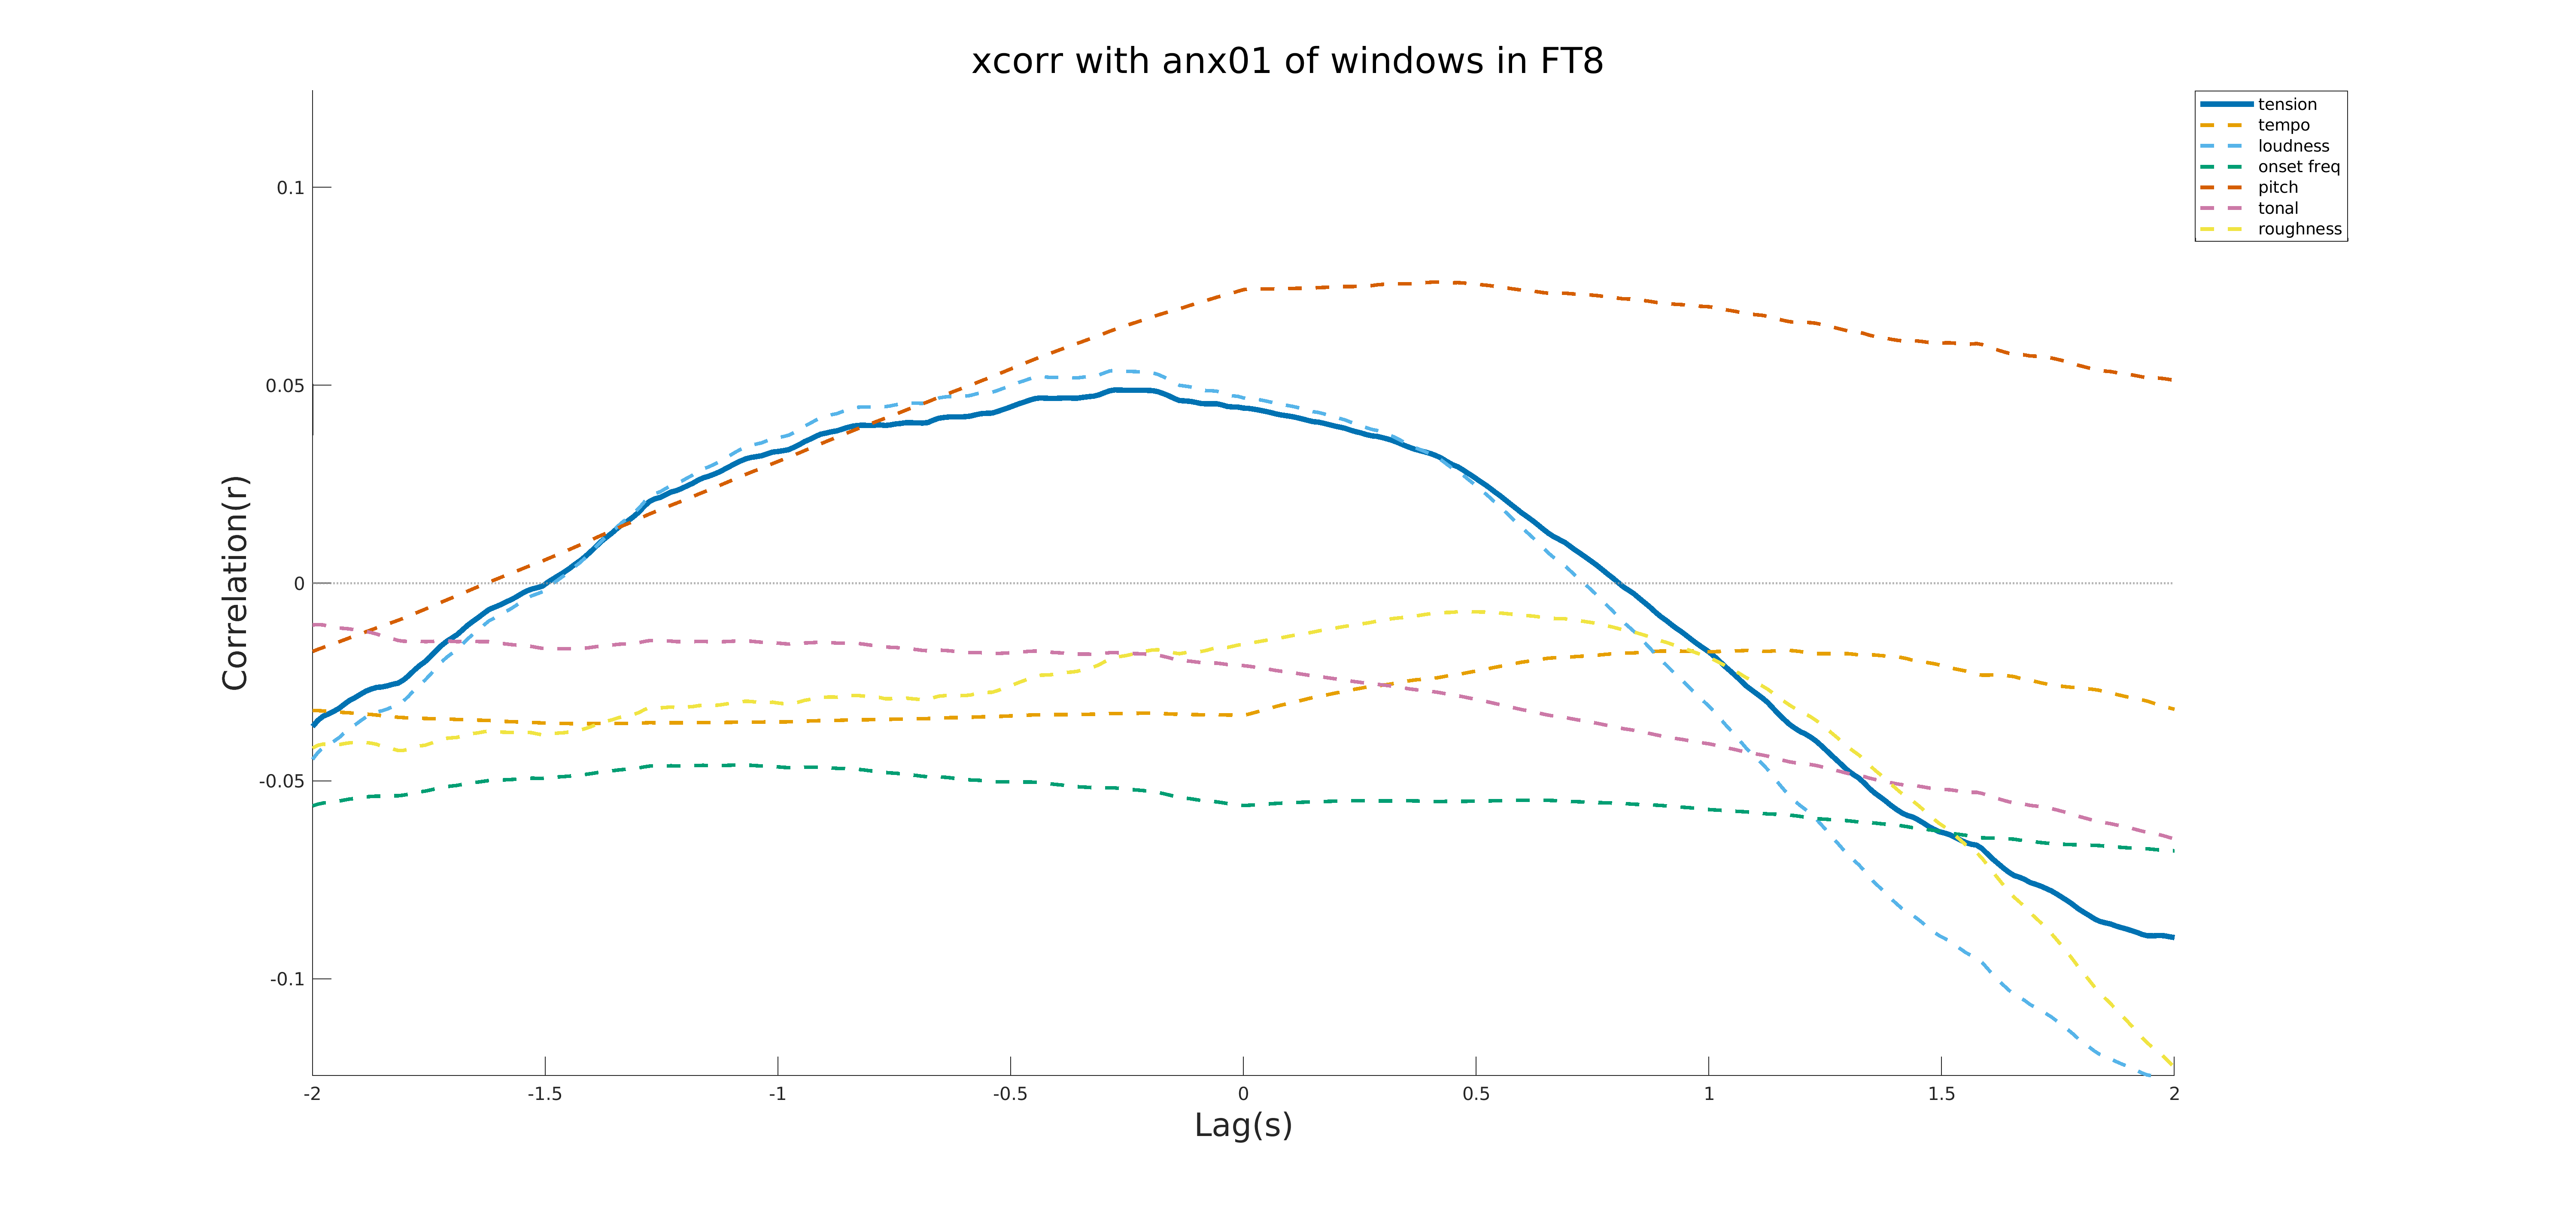 xcorr with anx01 of windows in FT8
tension
tempo
loudness
onset freq
pitch
tonal
roughness
0.1
0.05
0
-0.05
-0.1
Correlation(r)
-2
-1.5
-1
-0.5
0
0.5
1
1.5
2
Lag(s)